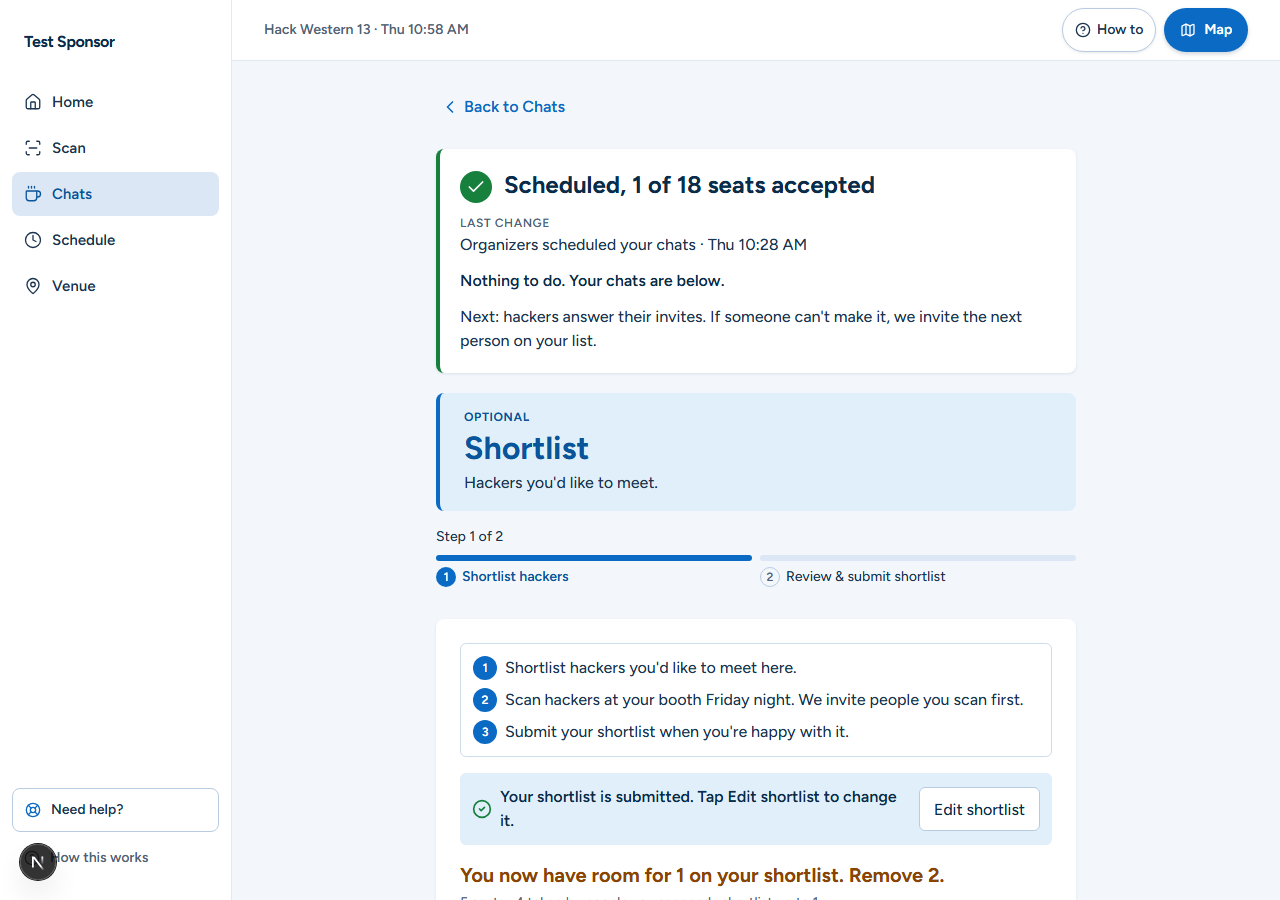 Test Sponsor
Hack Western 13 · Thu 10:58 AM
How to
Map
Home
Scan
Chats
Schedule
Venue
Need help?
How this works
N
Back to Chats
Scheduled, 1 of 18 seats accepted
LAST CHANGE
Organizers scheduled your chats · Thu 10:28 AM
Nothing to do. Your chats are below.
Next: hackers answer their invites. If someone can't make it, we invite the next
person on your list.
OPTIONAL
Shortlist
Hackers you'd like to meet.
Step 1 of 2
1 Shortlist hackers
2 Review & submit shortlist
1 Shortlist hackers you'd like to meet here.
2 Scan hackers at your booth Friday night. We invite people you scan first.
3 Submit your shortlist when you're happy with it.
Your shortlist is submitted. Tap Edit shortlist to change
it.
Edit shortlist
You now have room for 1 on your shortlist. Remove 2.